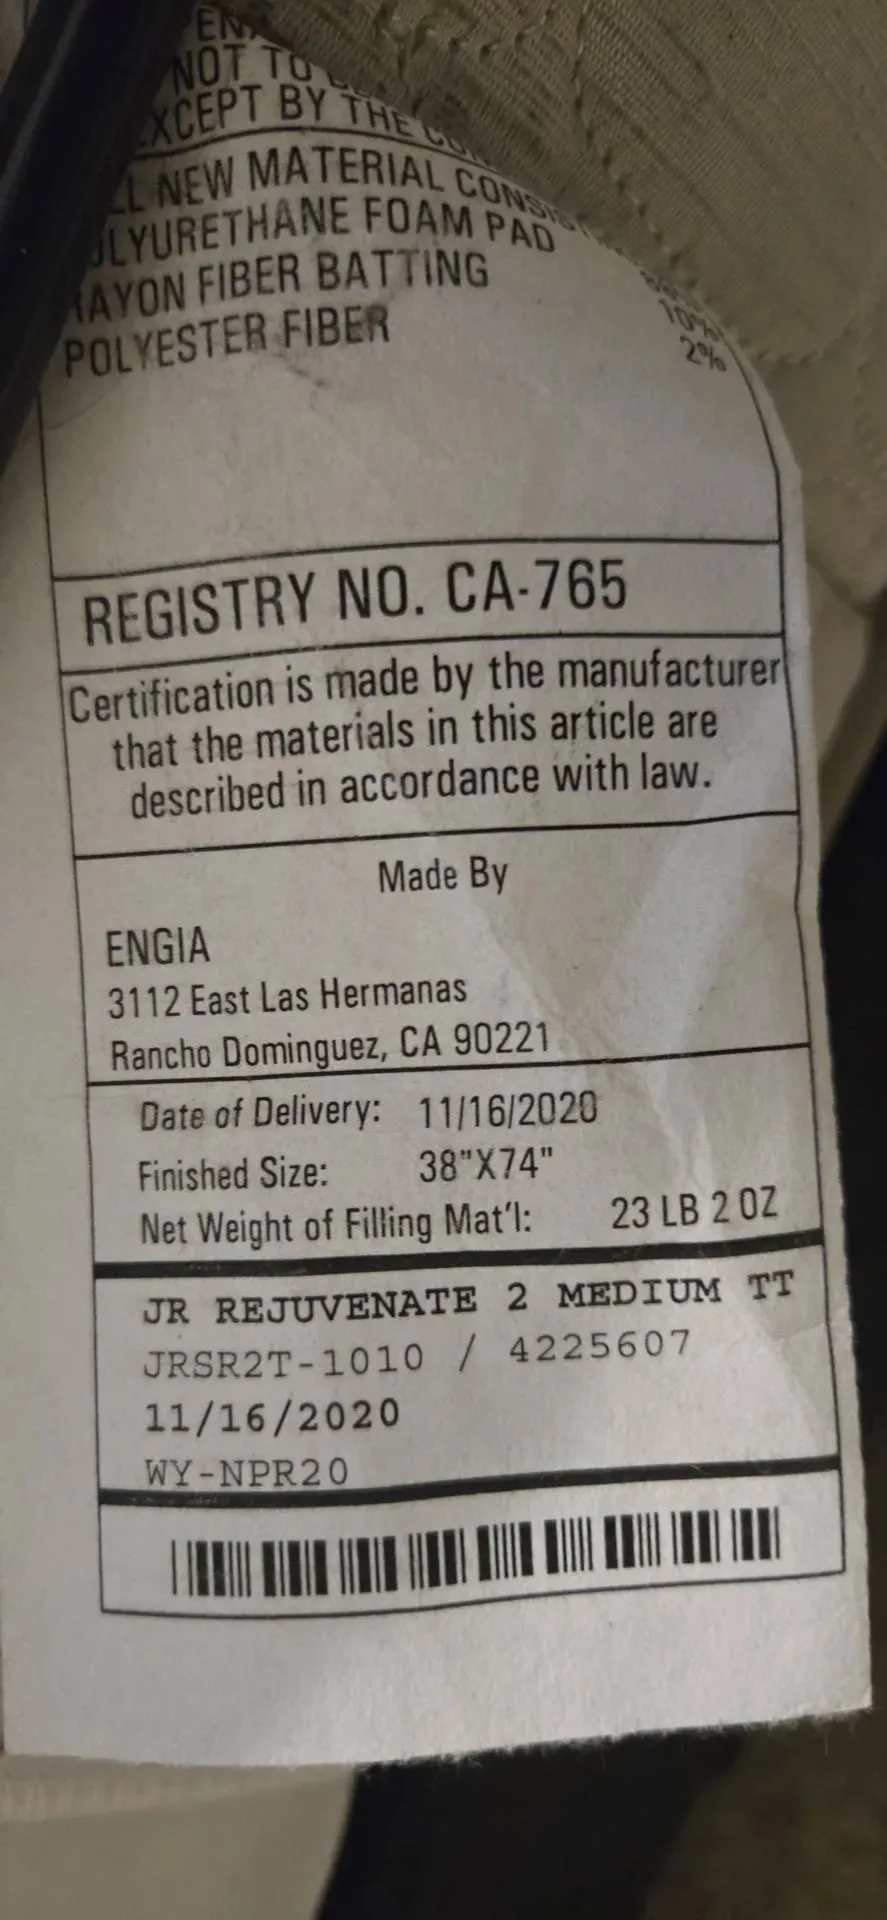 NOT TO
EXCEPT BY THE
ALL NEW MATERIAL
POLYURETHANE FOAM PAD
RAYON FIBER BATTING 10%
POLYESTER FIBER 2%
REGISTRY NO. CA-765
Certification is made by the manufacturer
that the materials in this article are
described in accordance with law.
Made By
ENGIA
3112 East Las Hermanas
Rancho Dominguez, CA 90221
Date of Delivery: 11/16/2020
Finished Size: 38"X74"
Net Weight of Filling Mat'l: 23 LB 2 OZ
JR REJUVENATE 2 MEDIUM TT
JRSR2T-1010 / 4225607
11/16/2020
WY-NPR20